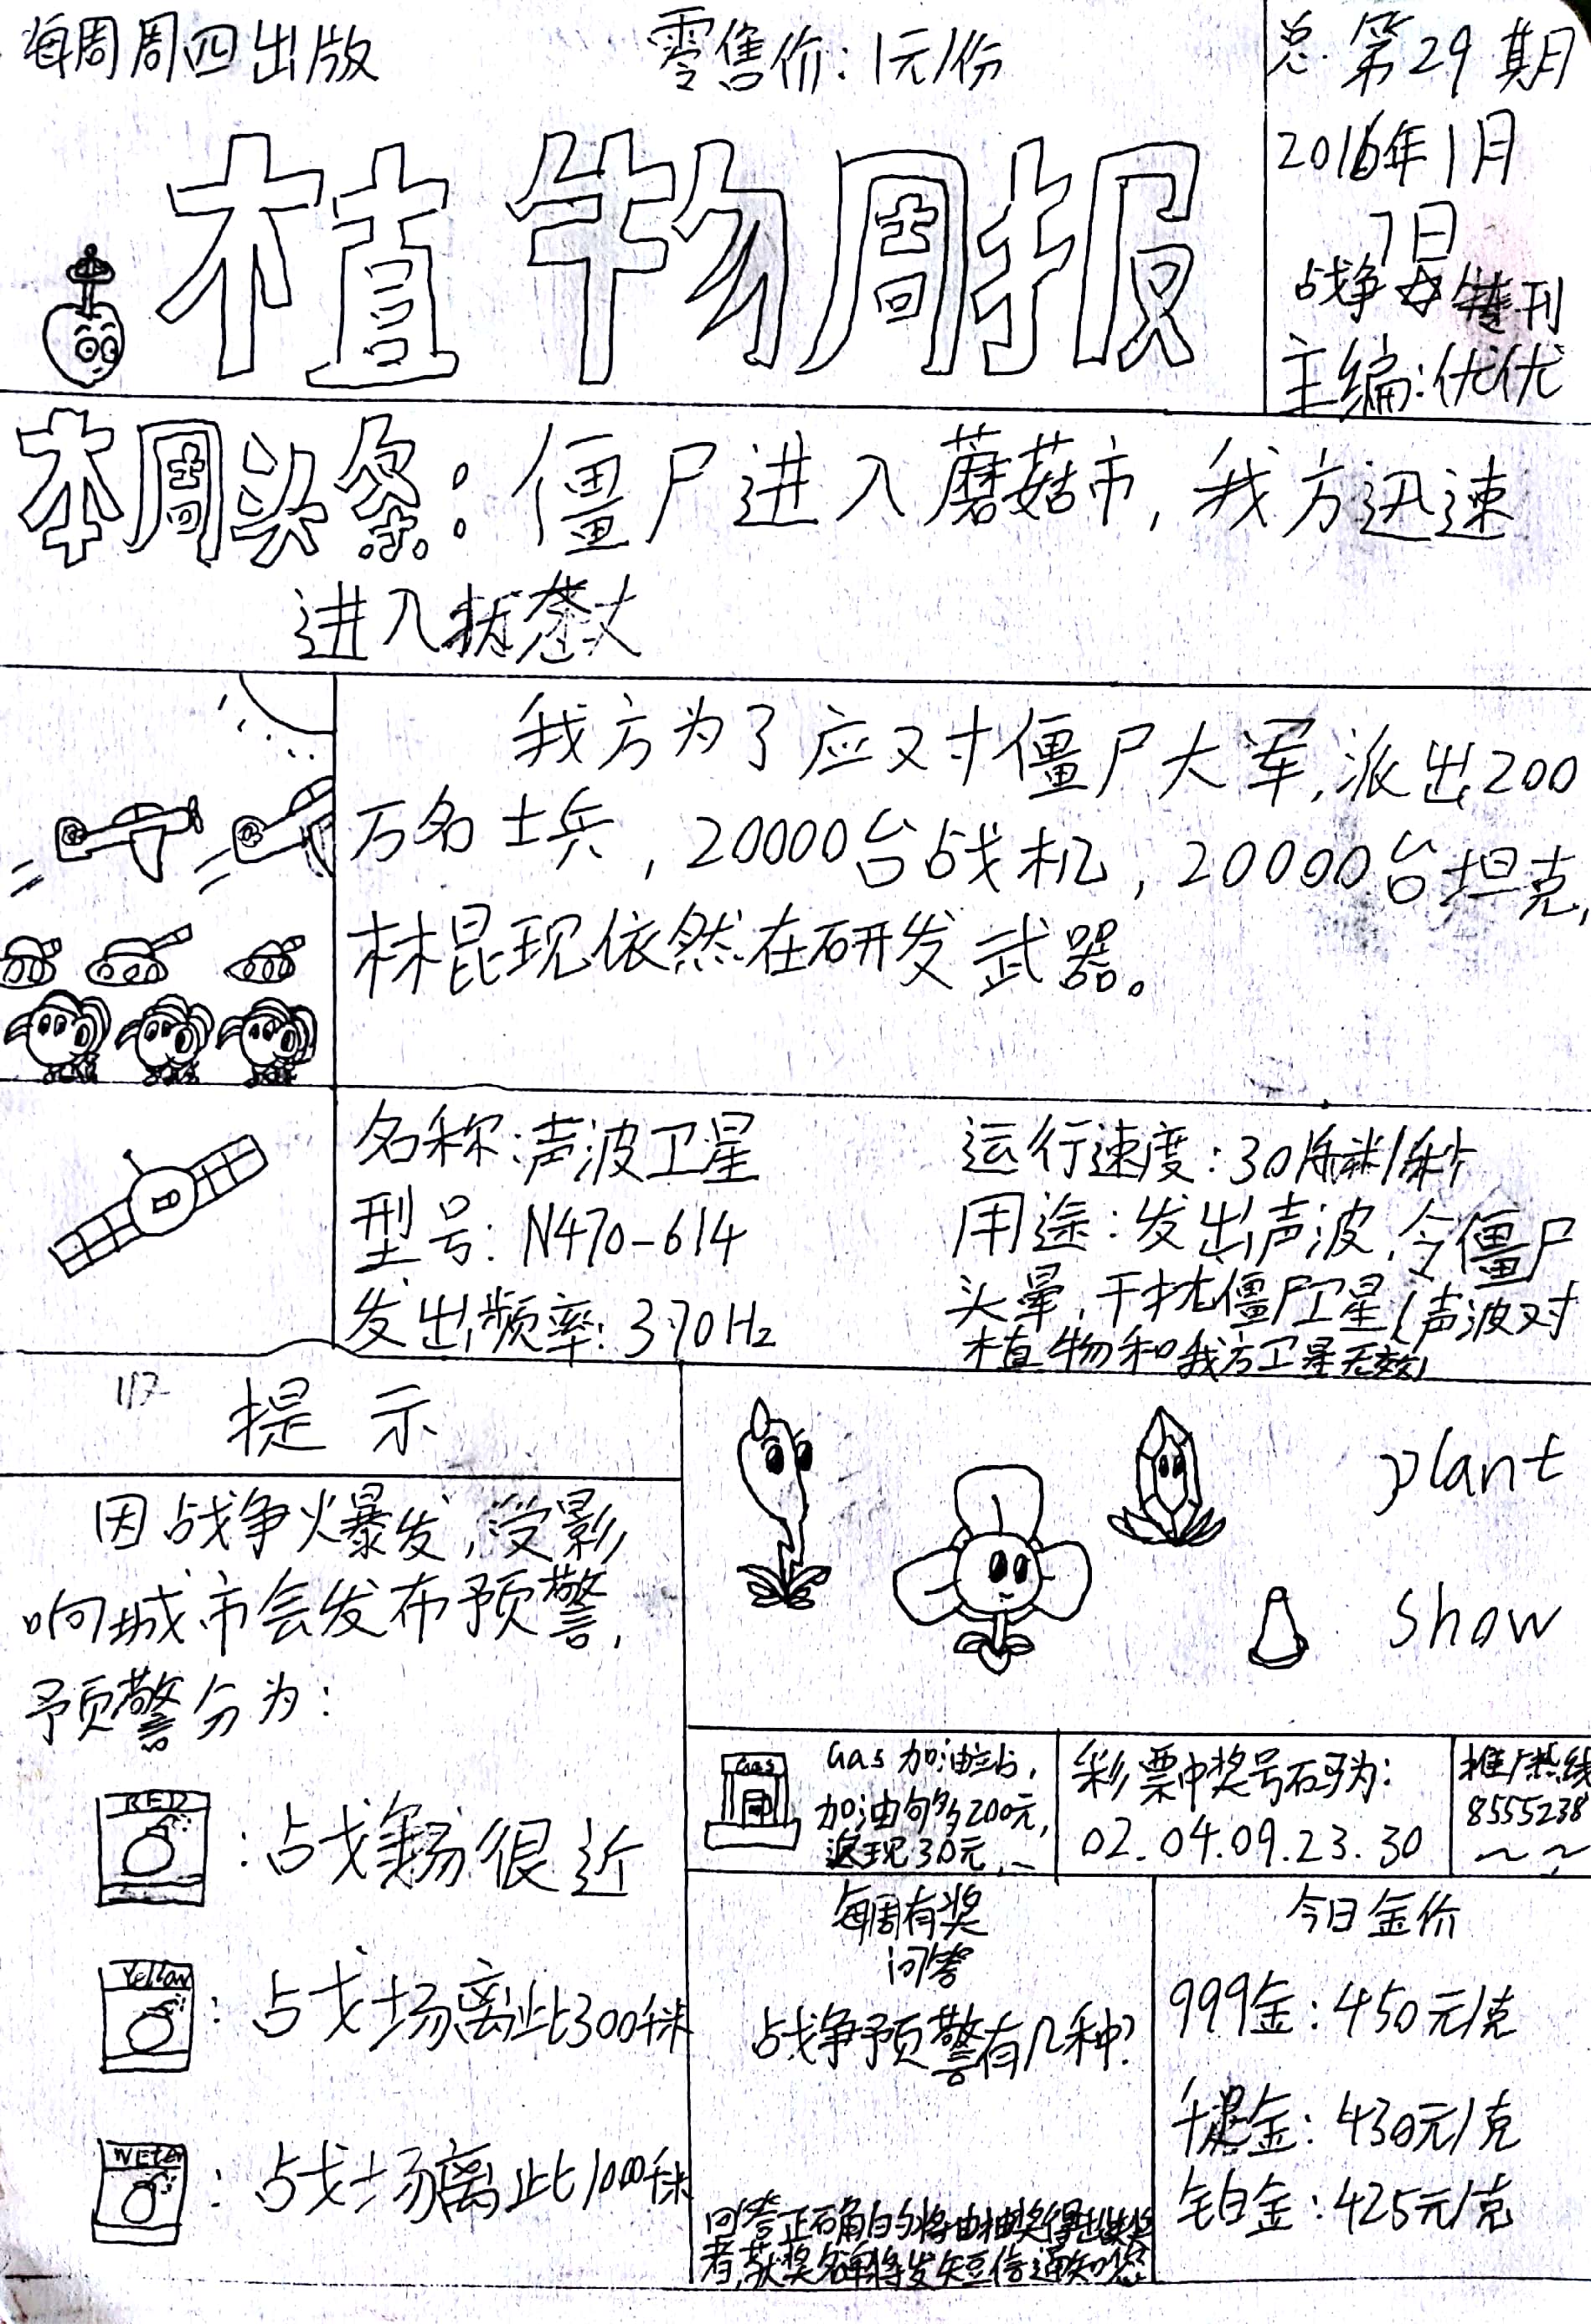 每周周四出版
零售价:1元/份
总第29期
2016年1月
7日
战争特刊
主编:优优
植物周报
本周头条:僵尸进入蘑菇市,我方迅速
进入
我方为了应对僵尸大军,派出200
万名士兵,20000台战机,20000台坦克,
林昆现依然在研发武器。
名称:声波卫星
型号:N470-614
发出频率:370Hz
运行速度:30千米/秒
用途:发出声波,令僵尸
头晕,干扰僵尸卫星(声波对
植物和我方卫星无效)
提示
因战争爆发,受影
响城市会发布预警,
预警分为:
RED
:战场很近
Yellow
:战场离此300千米
:战场离此1000千米
plant
show
Gas
Gas加油站,
加油够200元,
返现30元
彩票中奖号码为:
02.04.09.23.30
推广热线
8555238
每周有奖
问答
战争预警有几种?
回答正确的将由抽奖得出获奖
者,获奖名单将发短信通知您
今日金价
999金:450元/克
千足金:430元/克
铂金:425元/克